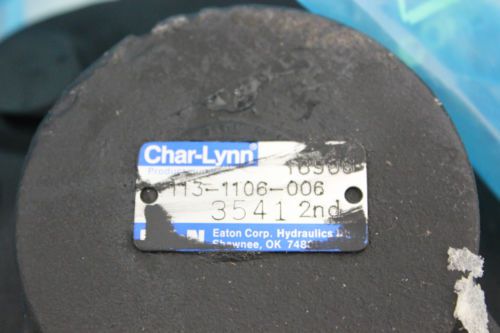 Char-Lynn®
113-1106-006
3541 2nd
Eaton Corp. Hydraulics
Shawnee, OK